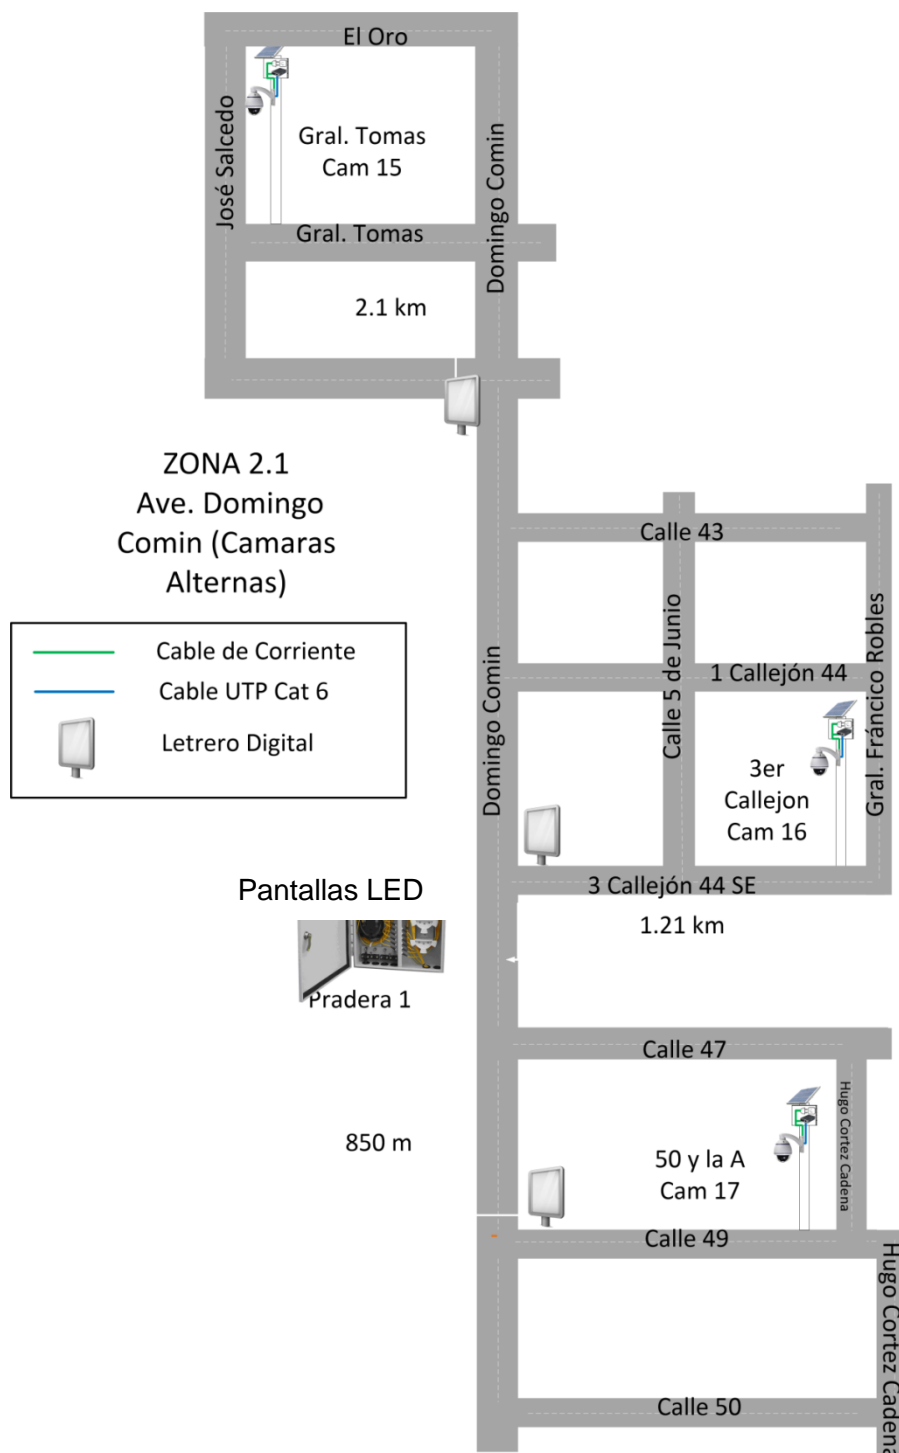 El Oro
José Salcedo
Domingo Comin
Gral. Tomas
Cam 15
Gral. Tomas
2.1 km
ZONA 2.1
Ave. Domingo
Comin (Camaras
Alternas)
Cable de Corriente
Cable UTP Cat 6
Letrero Digital
Calle 43
Calle 5 de Junio
Gral. Fráncico Robles
1 Callejón 44
Domingo Comin
3er
Callejon
Cam 16
3 Callejón 44 SE
Pantallas LED
1.21 km
Pradera 1
Calle 47
Hugo Cortez Cadena
850 m
50 y la A
Cam 17
Calle 49
Hugo Cortez Cadena
Calle 50